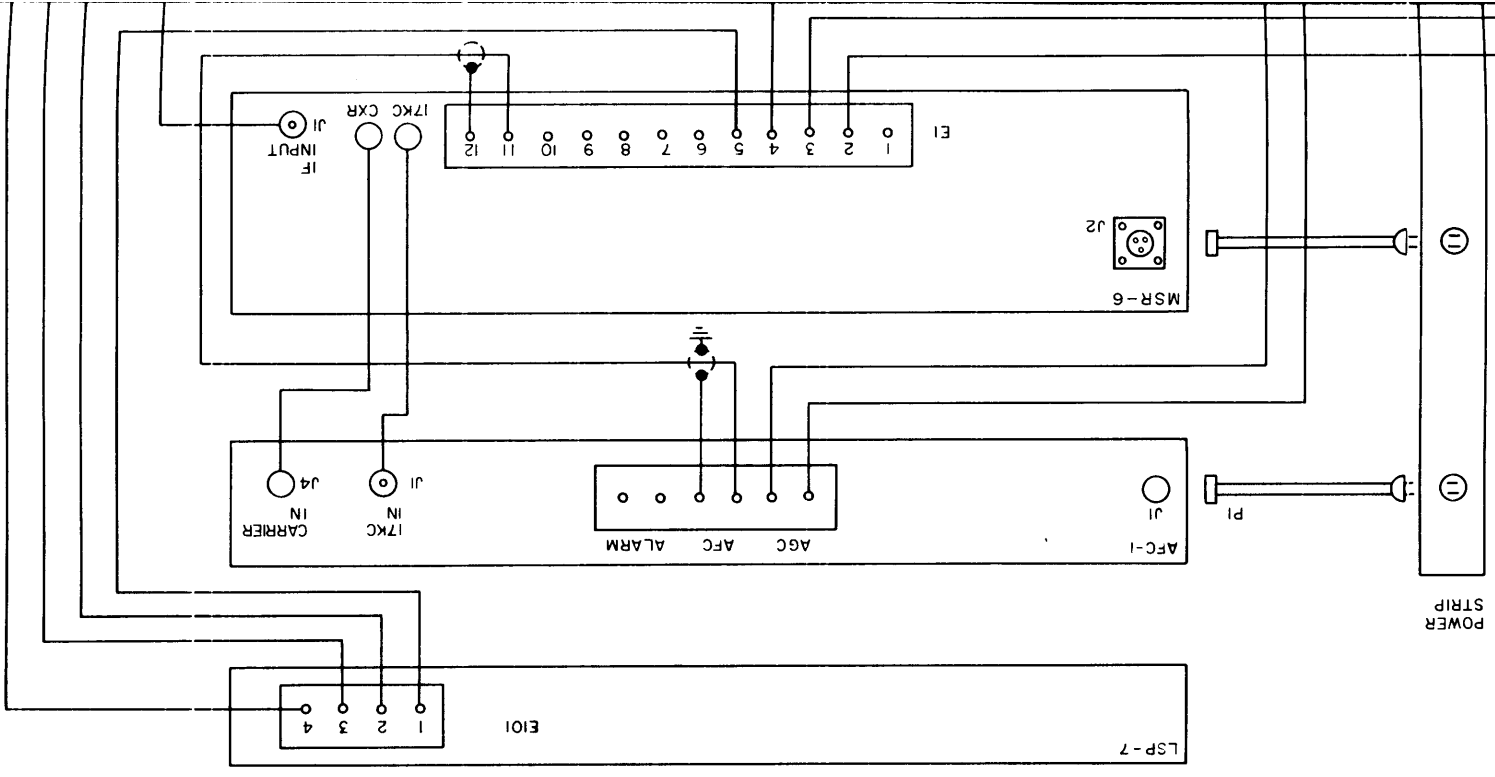 LSP-7
E101
1 2 3 4
POWER
STRIP
AFC-1
P1
J1
AGC AFC ALARM
17KC
IN
J1
CARRIER
IN
J4
MSR-6
J2
E1
1 2 3 4 5 6 7 8 9 10 11 12
17KC CXR
IF
INPUT
J1